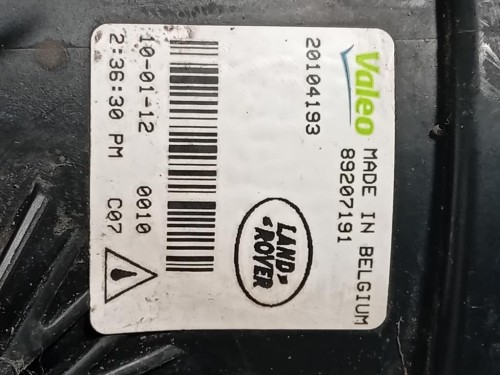 Valeo MADE IN BELGIUM
89207191
20104193
LAND
ROVER
10-01-12 0010
2:36:30 PM C07